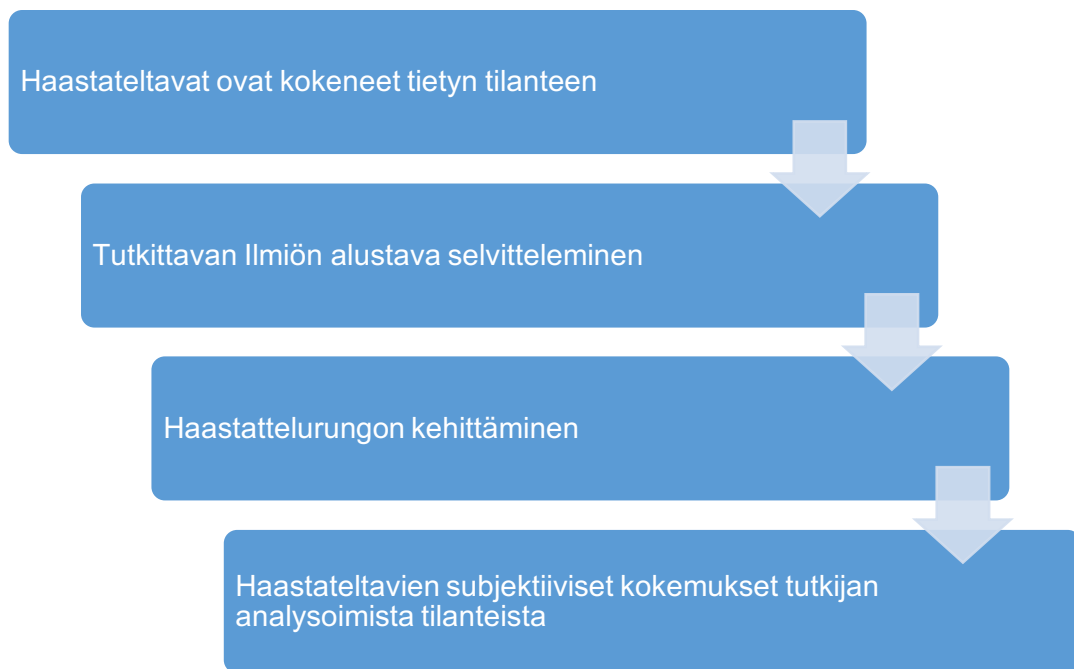 Haastateltavat ovat kokeneet tietyn tilanteen
Tutkittavan Ilmiön alustava selvitteleminen
Haastattelurungon kehittäminen
Haastateltavien subjektiiviset kokemukset tutkijan
analysoimista tilanteista